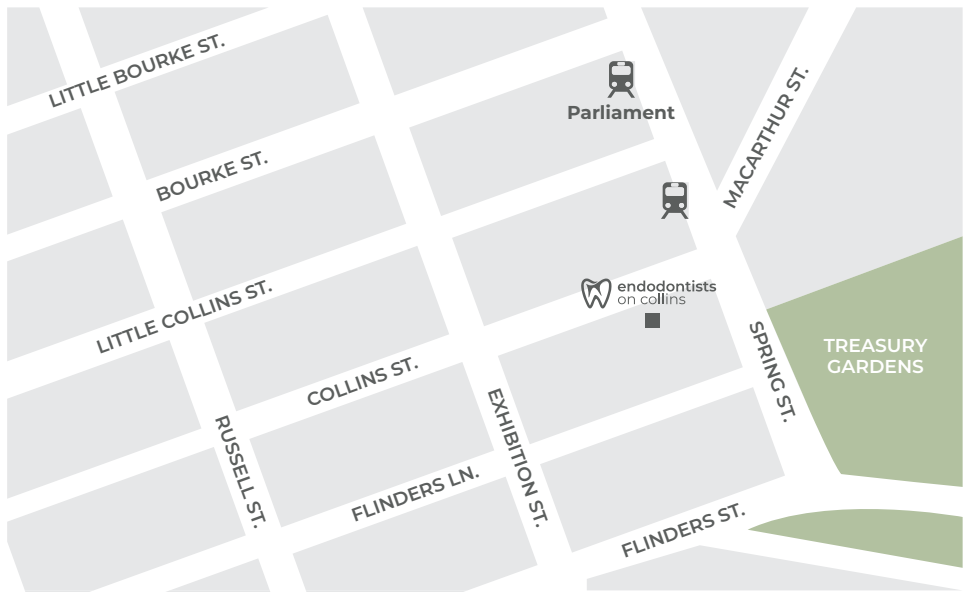 LITTLE BOURKE ST.
Parliament
MACARTHUR ST.
BOURKE ST.
endodontists
on collins
LITTLE COLLINS ST.
TREASURY
GARDENS
SPRING ST.
COLLINS ST.
EXHIBITION ST.
RUSSELL ST.
FLINDERS LN.
FLINDERS ST.